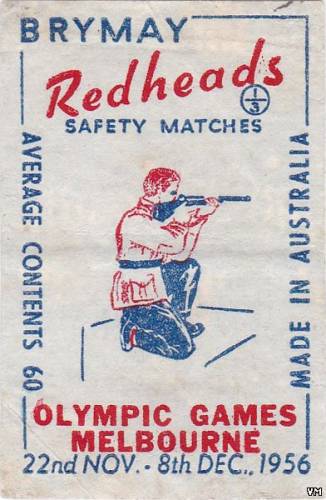 BRYMAY
Redheads
1/3
SAFETY MATCHES
AVERAGE CONTENTS 60
MADE IN AUSTRALIA
OLYMPIC GAMES
MELBOURNE
22nd NOV. - 8th DEC., 1956
VM